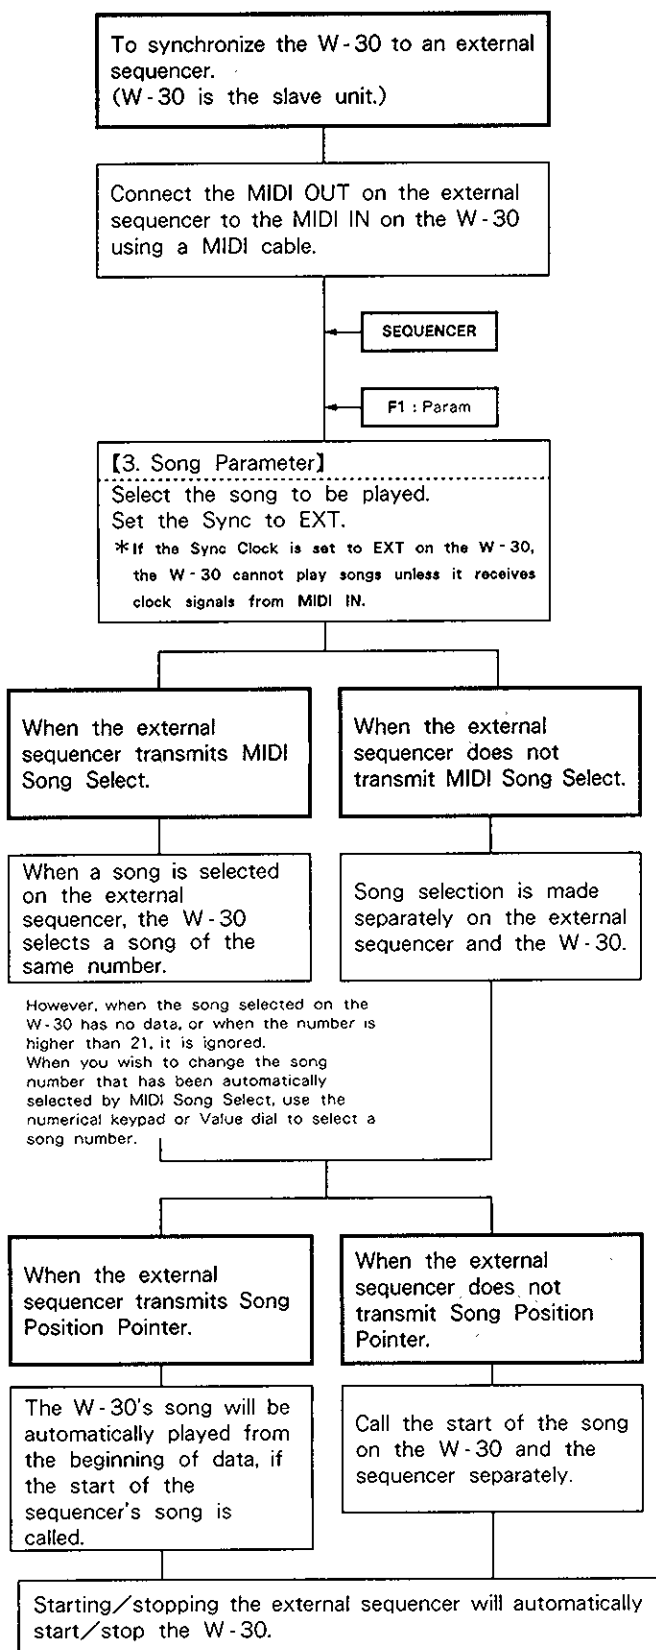 To synchronize the W-30 to an external
sequencer.
(W-30 is the slave unit.)
Connect the MIDI OUT on the external
sequencer to the MIDI IN on the W-30
using a MIDI cable.
SEQUENCER
F1 : Param
【3. Song Parameter】
Select the song to be played.
Set the Sync to EXT.
*If the Sync Clock is set to EXT on the W-30,
the W-30 cannot play songs unless it receives
clock signals from MIDI IN.
When the external
sequencer transmits MIDI
Song Select.
When the external
sequencer does not
transmit MIDI Song Select.
When a song is selected
on the external
sequencer, the W-30
selects a song of the
same number.
Song selection is made
separately on the external
sequencer and the W-30.
However, when the song selected on the
W-30 has no data, or when the number is
higher than 21, it is ignored.
When you wish to change the song
number that has been automatically
selected by MIDI Song Select, use the
numerical keypad or Value dial to select a
song number.
When the external
sequencer transmits Song
Position Pointer.
When the external
sequencer does not
transmit Song Position
Pointer.
The W-30's song will be
automatically played from
the beginning of data, if
the start of the
sequencer's song is
called.
Call the start of the song
on the W-30 and the
sequencer separately.
Starting/stopping the external sequencer will automatically
start/stop the W-30.